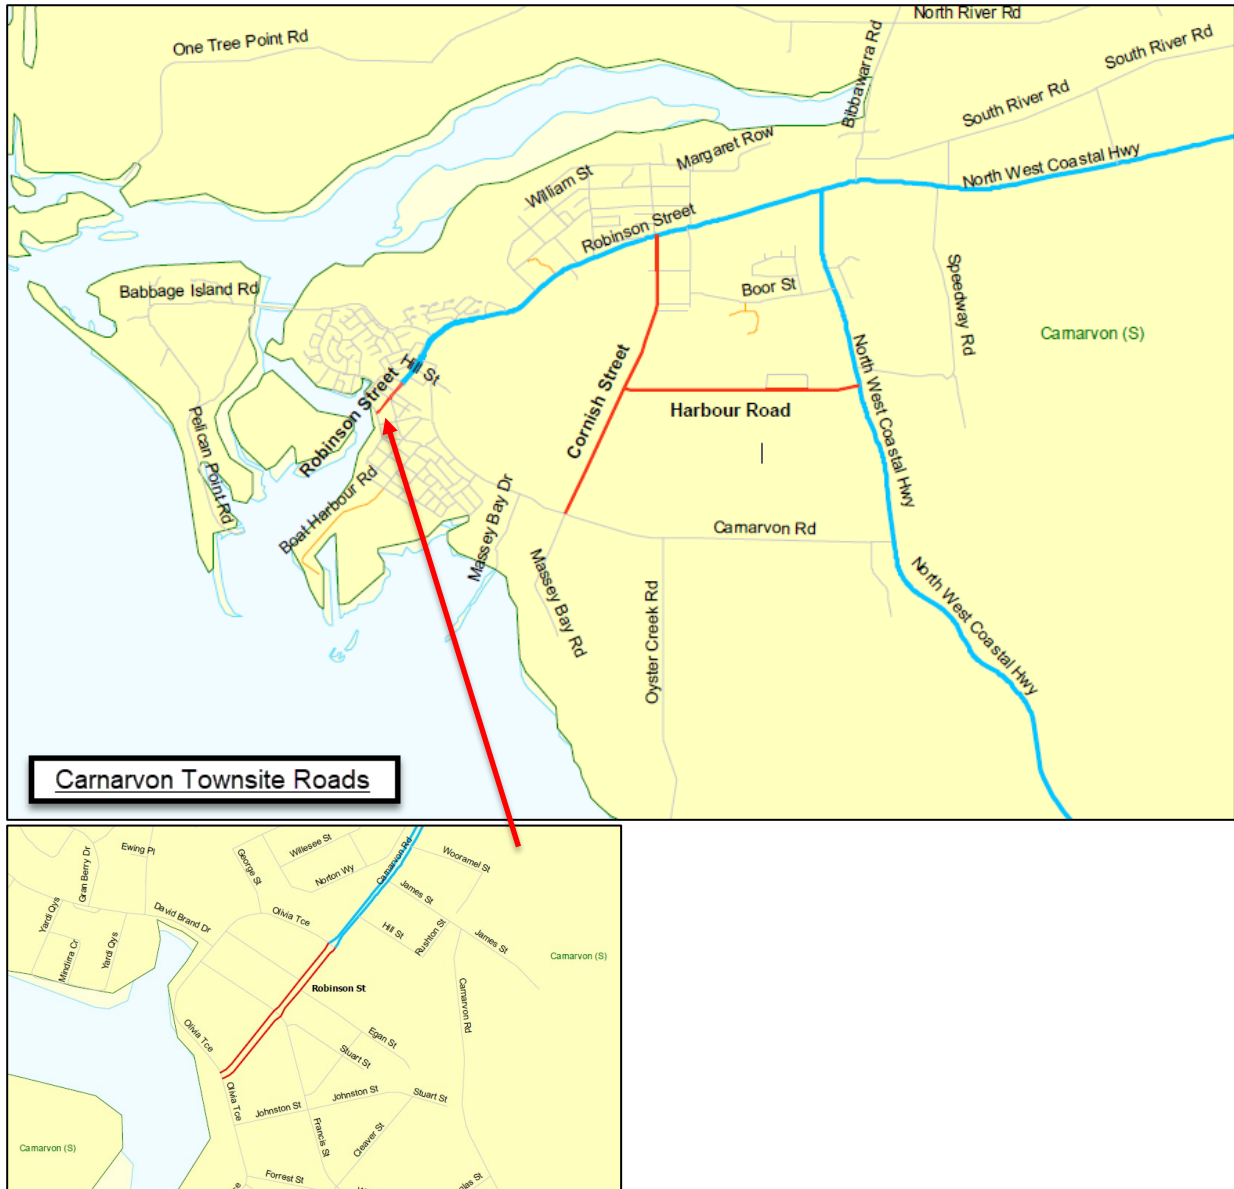 North River Rd
One Tree Point Rd
Bibbawarra Rd
South River Rd
South River Rd
Margaret Row
North West Coastal Hwy
William St
Robinson Street
Babbage Island Rd
Boor St
Speedway Rd
Carnarvon (S)
Hill St
Robinson Street
Cornish Street
Harbour Road
North West Coastal Hwy
Pelican Point Rd
Boat Harbour Rd
Massey Bay Dr
Carnarvon Rd
Massey Bay Rd
Oyster Creek Rd
North West Coastal Hwy
Carnarvon Townsite Roads
Ewing Pl
Gran Berry Dr
George St
Willesee St
Norton Wy
Carnarvon Rd
Wooramel St
James St
Yardi Qys
David Brand Dr
Olivia Tce
Hill St
Rushton St
James St
Mindirra Cr
Yardi Qys
Carnarvon (S)
Robinson St
Carnarvon Rd
Olivia Tce
Egan St
Stuart St
Olivia Tce
Johnston St
Johnston St
Stuart St
Francis St
Cleaver St
Carnarvon (S)
Forrest St